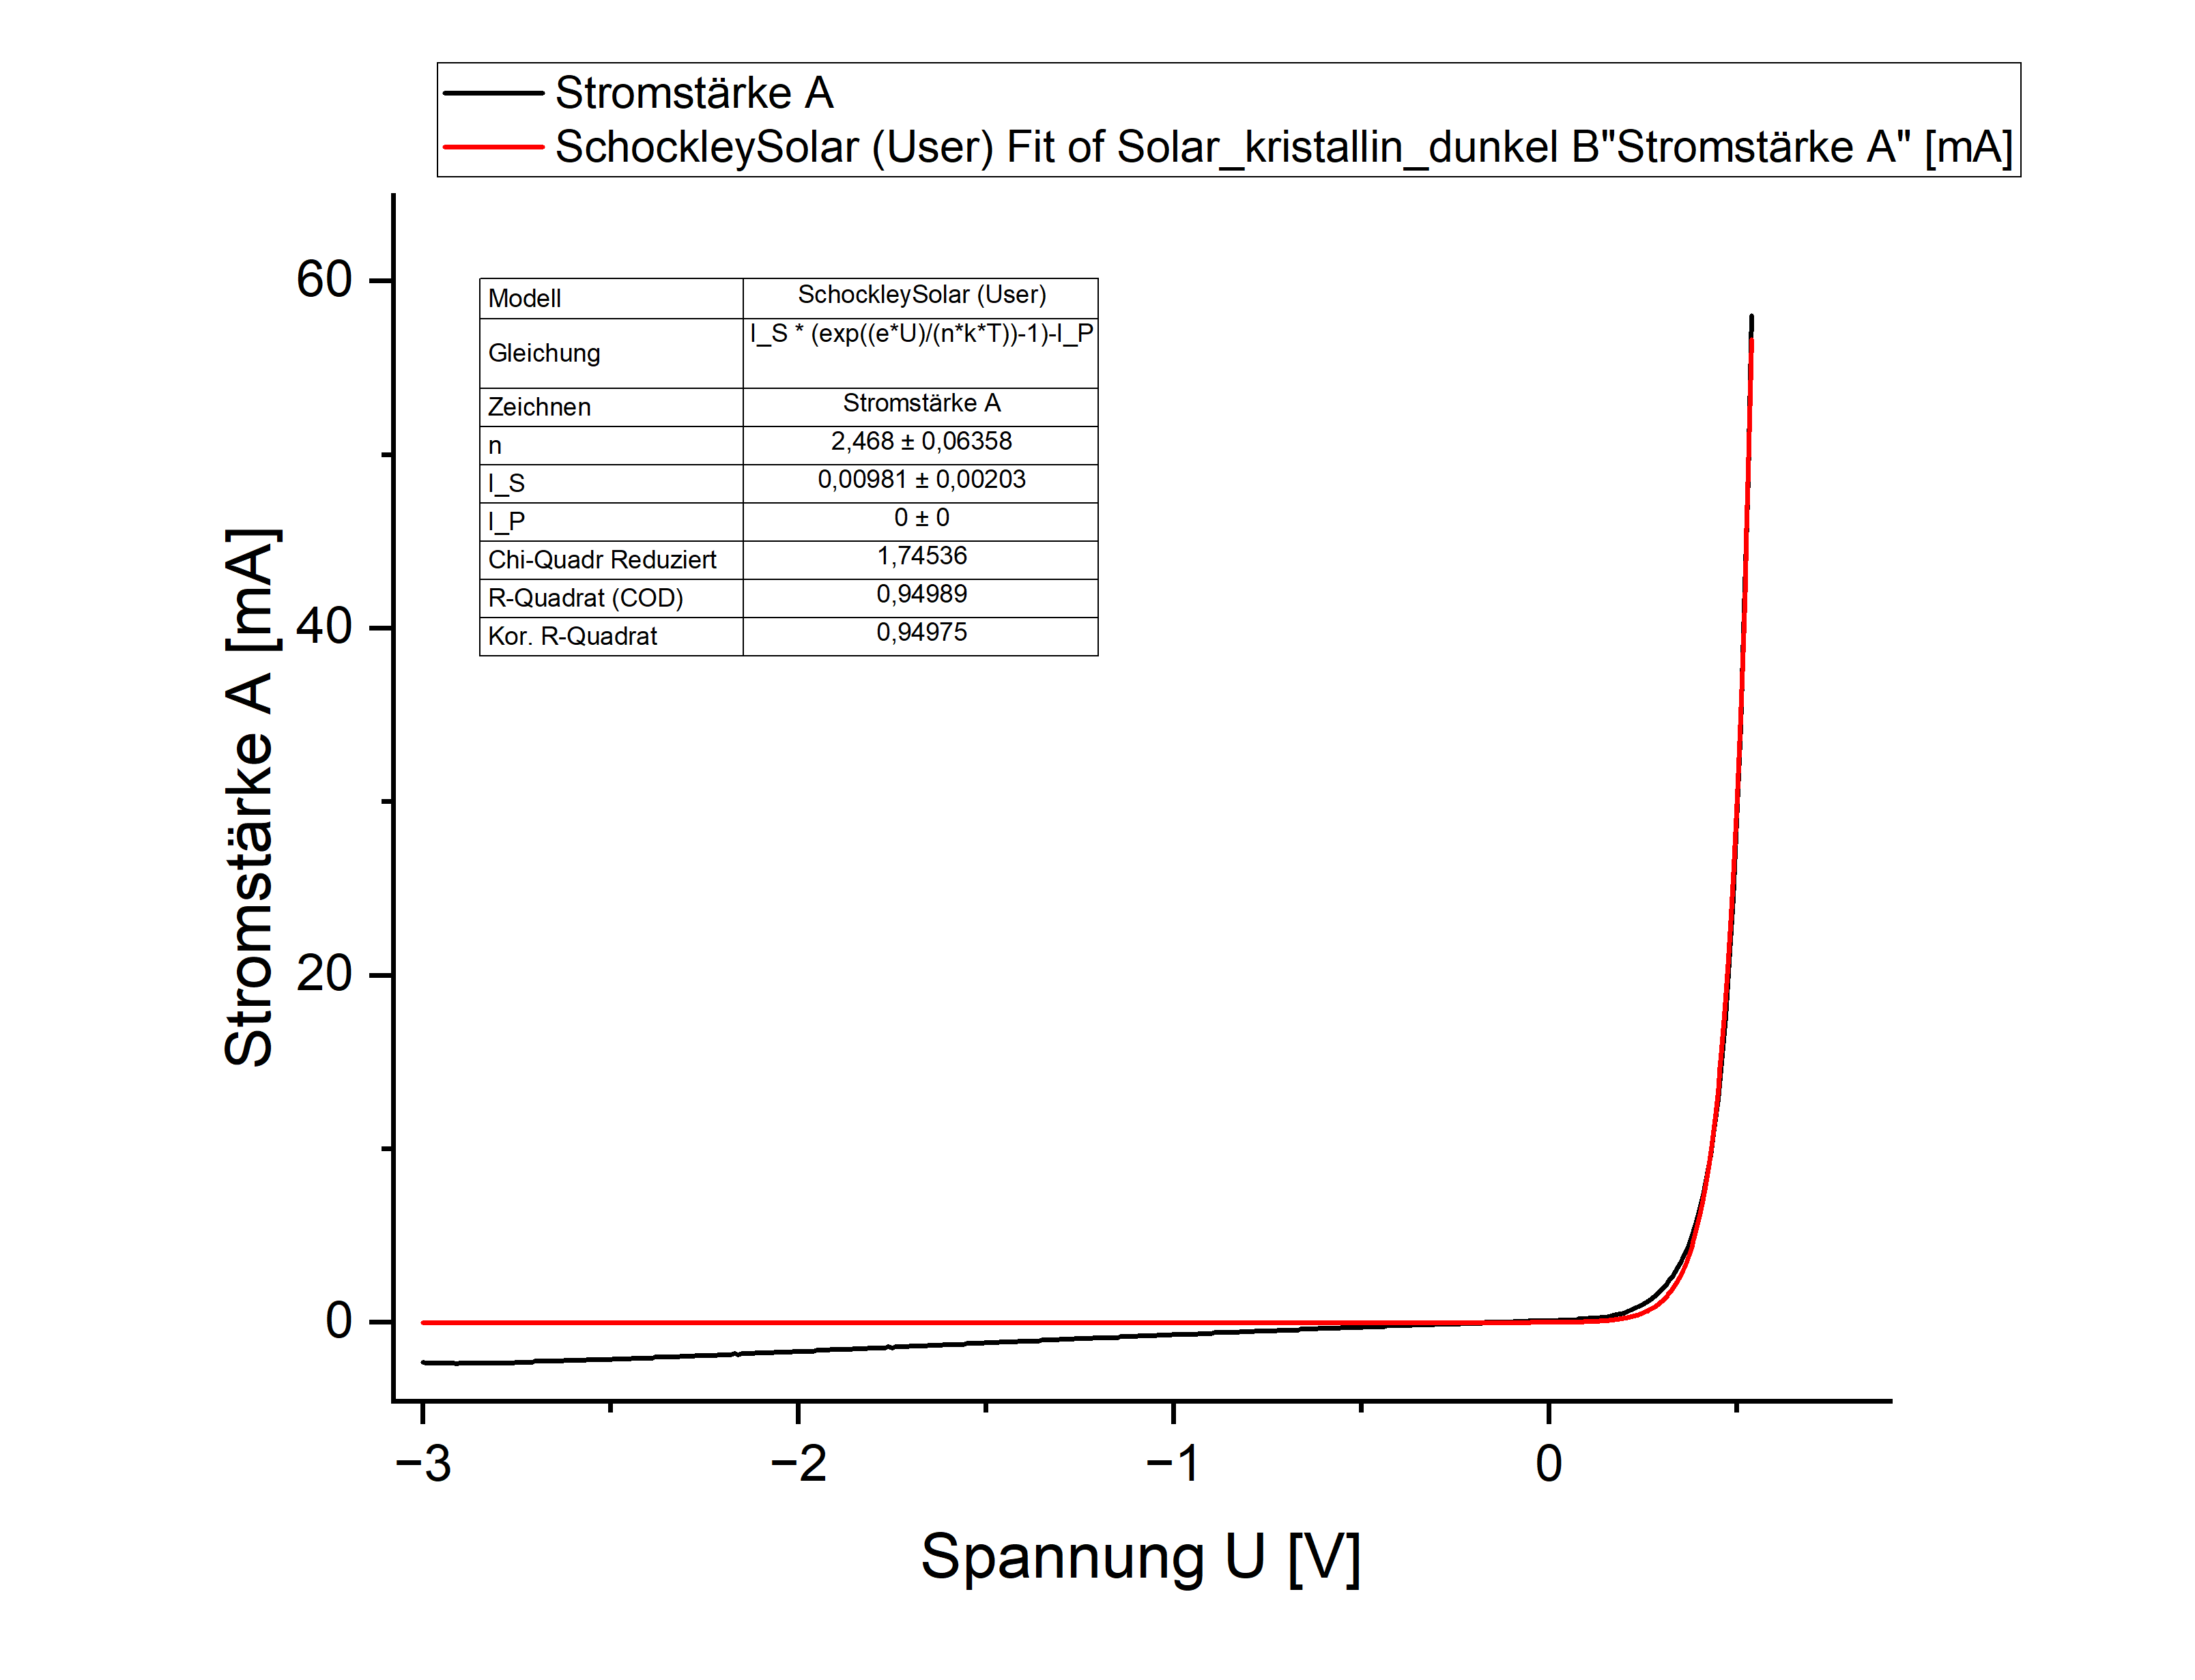 Stromstärke A
SchockleySolar (User) Fit of Solar_kristallin_dunkel B"Stromstärke A" [mA]
60
40
20
0
Stromstärke A [mA]
Modell SchockleySolar (User)
Gleichung I_S * (exp((e*U)/(n*k*T))-1)-I_P
Zeichnen Stromstärke A
n 2,468 ± 0,06358
I_S 0,00981 ± 0,00203
I_P 0 ± 0
Chi-Quadr Reduziert 1,74536
R-Quadrat (COD) 0,94989
Kor. R-Quadrat 0,94975
−3 −2 −1 0
Spannung U [V]